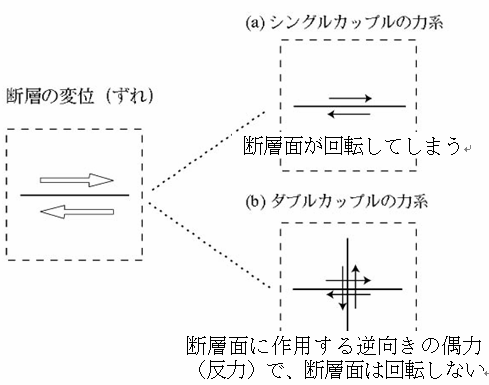 (a) シングルカップルの力系
断層の変位（ずれ）
断層面が回転してしまう
(b) ダブルカップルの力系
断層面に作用する逆向きの偶力
（反力）で、断層面は回転しない